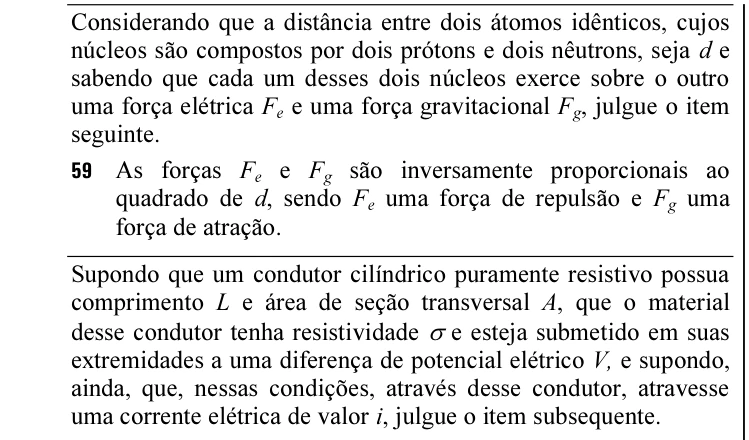 Considerando que a distância entre dois átomos idênticos, cujos
núcleos são compostos por dois prótons e dois nêutrons, seja d e
sabendo que cada um desses dois núcleos exerce sobre o outro
uma força elétrica Fe e uma força gravitacional Fg, julgue o item
seguinte.
59 As forças Fe e Fg são inversamente proporcionais ao
quadrado de d, sendo Fe uma força de repulsão e Fg uma
força de atração.
Supondo que um condutor cilíndrico puramente resistivo possua
comprimento L e área de seção transversal A, que o material
desse condutor tenha resistividade σ e esteja submetido em suas
extremidades a uma diferença de potencial elétrico V, e supondo,
ainda, que, nessas condições, através desse condutor, atravesse
uma corrente elétrica de valor i, julgue o item subsequente.